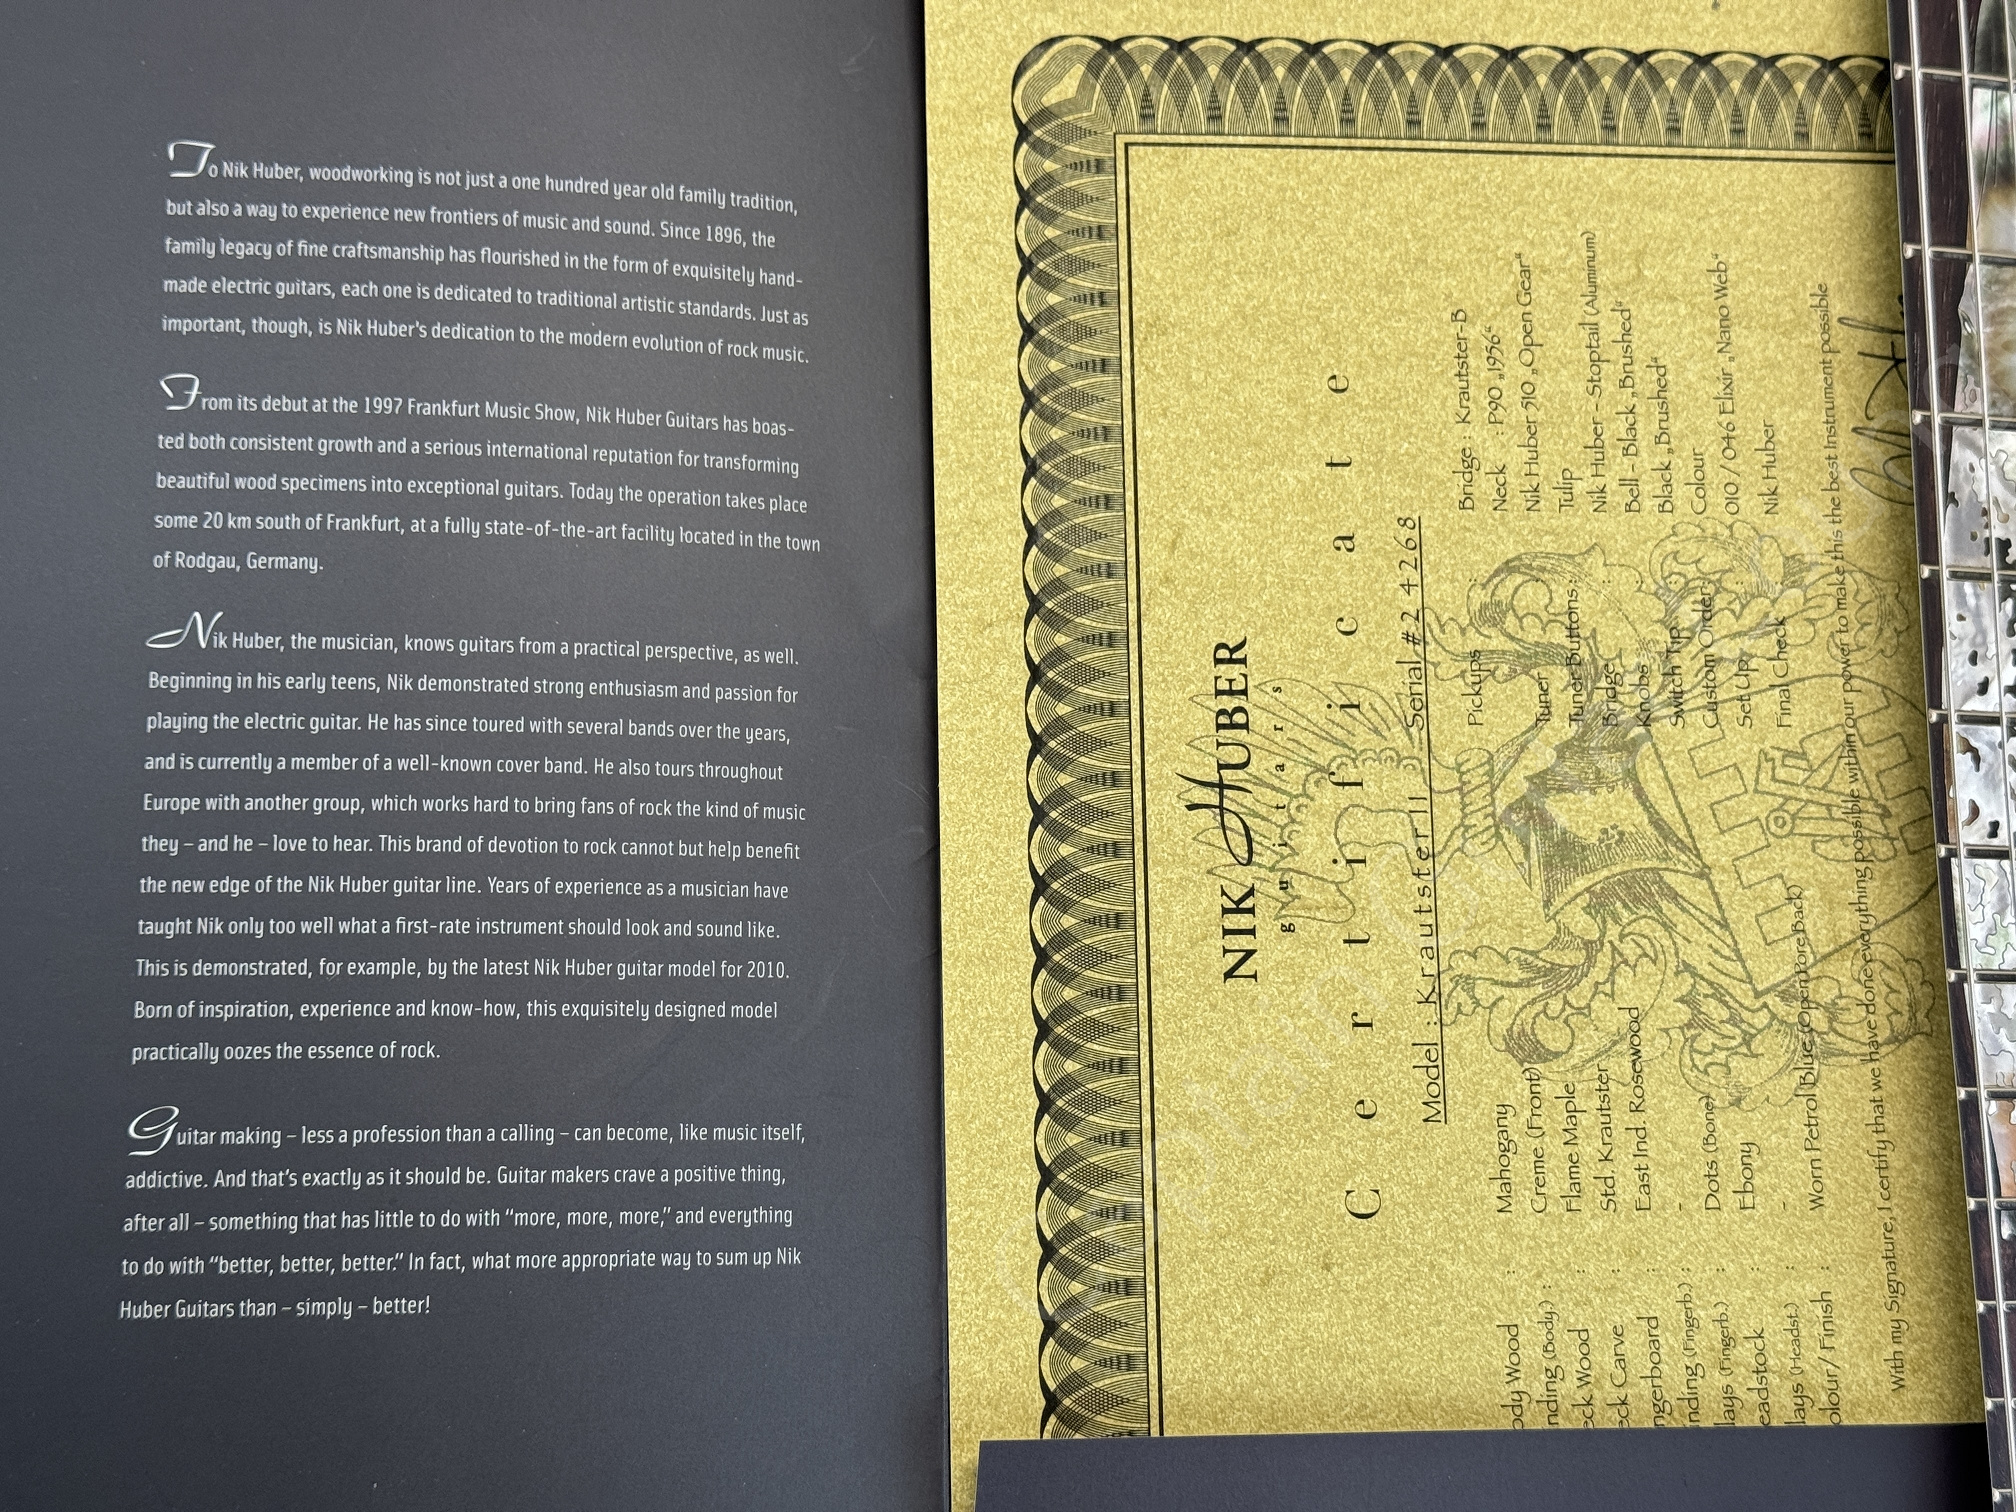 To Nik Huber, woodworking is not just a one hundred year old family tradition,
but also a way to experience new frontiers of music and sound. Since 1896, the
family legacy of fine craftsmanship has flourished in the form of exquisitely hand-
made electric guitars, each one is dedicated to traditional artistic standards. Just as
important, though, is Nik Huber's dedication to the modern evolution of rock music.
From its debut at the 1997 Frankfurt Music Show, Nik Huber Guitars has boas-
ted both consistent growth and a serious international reputation for transforming
beautiful wood specimens into exceptional guitars. Today the operation takes place
some 20 km south of Frankfurt, at a fully state-of-the-art facility located in the town
of Rodgau, Germany.
Nik Huber, the musician, knows guitars from a practical perspective, as well.
Beginning in his early teens, Nik demonstrated strong enthusiasm and passion for
playing the electric guitar. He has since toured with several bands over the years,
and is currently a member of a well-known cover band. He also tours throughout
Europe with another group, which works hard to bring fans of rock the kind of music
they – and he – love to hear. This brand of devotion to rock cannot but help benefit
the new edge of the Nik Huber guitar line. Years of experience as a musician have
taught Nik only too well what a first-rate instrument should look and sound like.
This is demonstrated, for example, by the latest Nik Huber guitar model for 2010.
Born of inspiration, experience and know-how, this exquisitely designed model
practically oozes the essence of rock.
Guitar making – less a profession than a calling – can become, like music itself,
addictive. And that's exactly as it should be. Guitar makers crave a positive thing,
after all – something that has little to do with “more, more, more,” and everything
to do with “better, better, better.” In fact, what more appropriate way to sum up Nik
Huber Guitars than – simply – better!
NIK HUBER
guitars
Certificate
Model : Krautster II Serial # 2 4268
ody Wood : Mahogany
nding (Body.) : Creme (Front)
eck Wood : Flame Maple
eck Carve : Std. Krautster
ngerboard : East Ind. Rosewood
nding (Fingerb.) : -
lays (Fingerb.) : Dots (Bone)
eadstock : Ebony
lays (Headst.) : -
olour / Finish : Worn Petrol Blue (Openpore Back)
Pickups : Bridge : Krautster-B
Neck : P90 „1956“
Tuner : Nik Huber 510 „Open Gear“
Tuner Buttons : Tulip
Bridge : Nik Huber - Stoptail (Aluminum)
Knobs Bell - Black „Brushed“
Switch Tip Black „Brushed“
Custom Order : Colour
Set Up : 010 / 046 Elixir „Nano Web“
Final Check Nik Huber
With my Signature, I certify that we have done everything possible within our power to make this the best Instrument possible